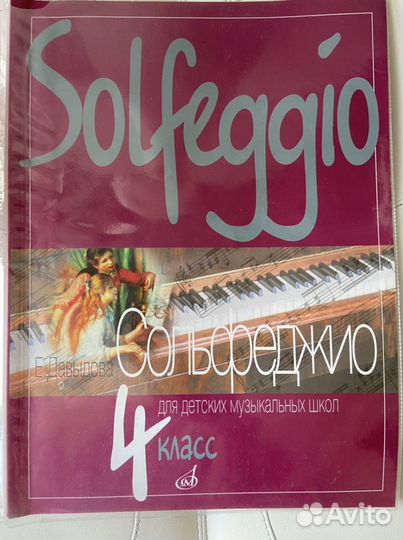 Solfeggio
Е.Давыдова
Сольфеджио
для детских музыкальных школ
4 класс
Avito